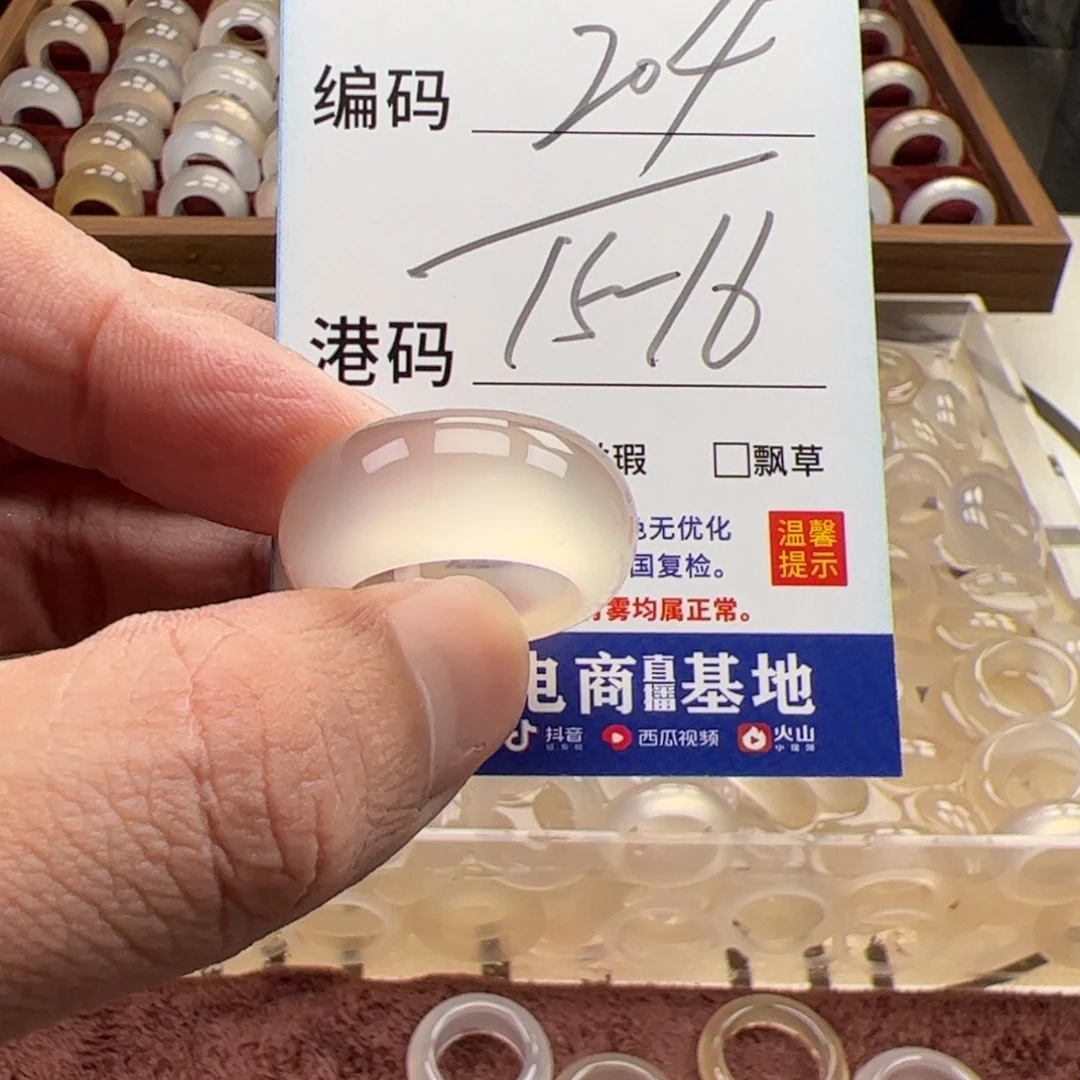 编码 204
港码 15-16
瑕 □飘草
色无优化
国复检。
温馨
提示
雾均属正常。
电商直播基地
抖音 西瓜视频 火山